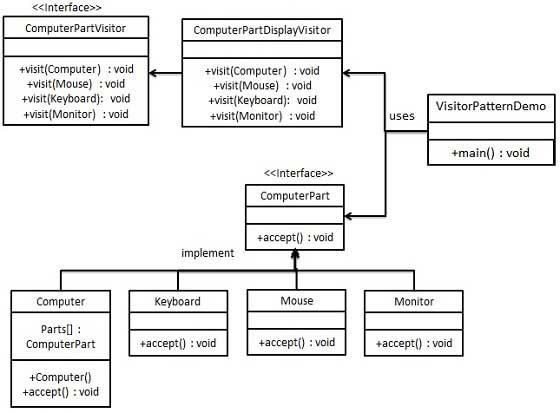 <<Interface>>
ComputerPartVisitor
+visit(Computer) : void
+visit(Mouse) : void
+visit(Keyboard): void
+visit(Monitor) : void
ComputerPartDisplayVisitor
+visit(Computer) : void
+visit(Mouse) : void
+visit(Keyboard): void
+visit(Monitor) : void
uses
VisitorPatternDemo
+main() : void
<<Interface>>
ComputerPart
+accept() : void
implement
Computer
Parts[] :
ComputerPart
+Computer()
+accept() : void
Keyboard
+accept() : void
Mouse
+accept() : void
Monitor
+accept() : void